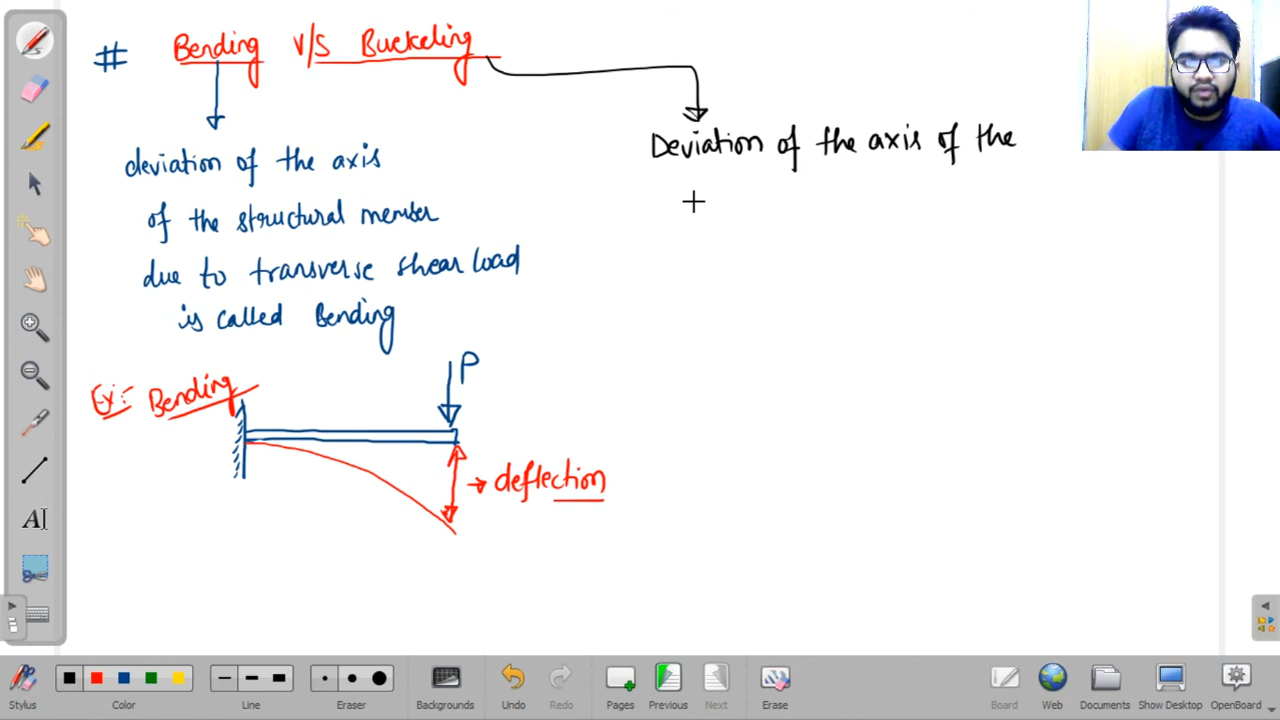 # Bending V/S Buckeling
deviation of the axis
of the structural member
due to transverse shear load
is called Bending
Ex:- Bending
P
→ deflection
Deviation of the axis of the
Stylus
Color
Line
Eraser
Backgrounds
Undo
Redo
Pages
Previous
Next
Erase
Board
Web
Documents
Show Desktop
OpenBoard